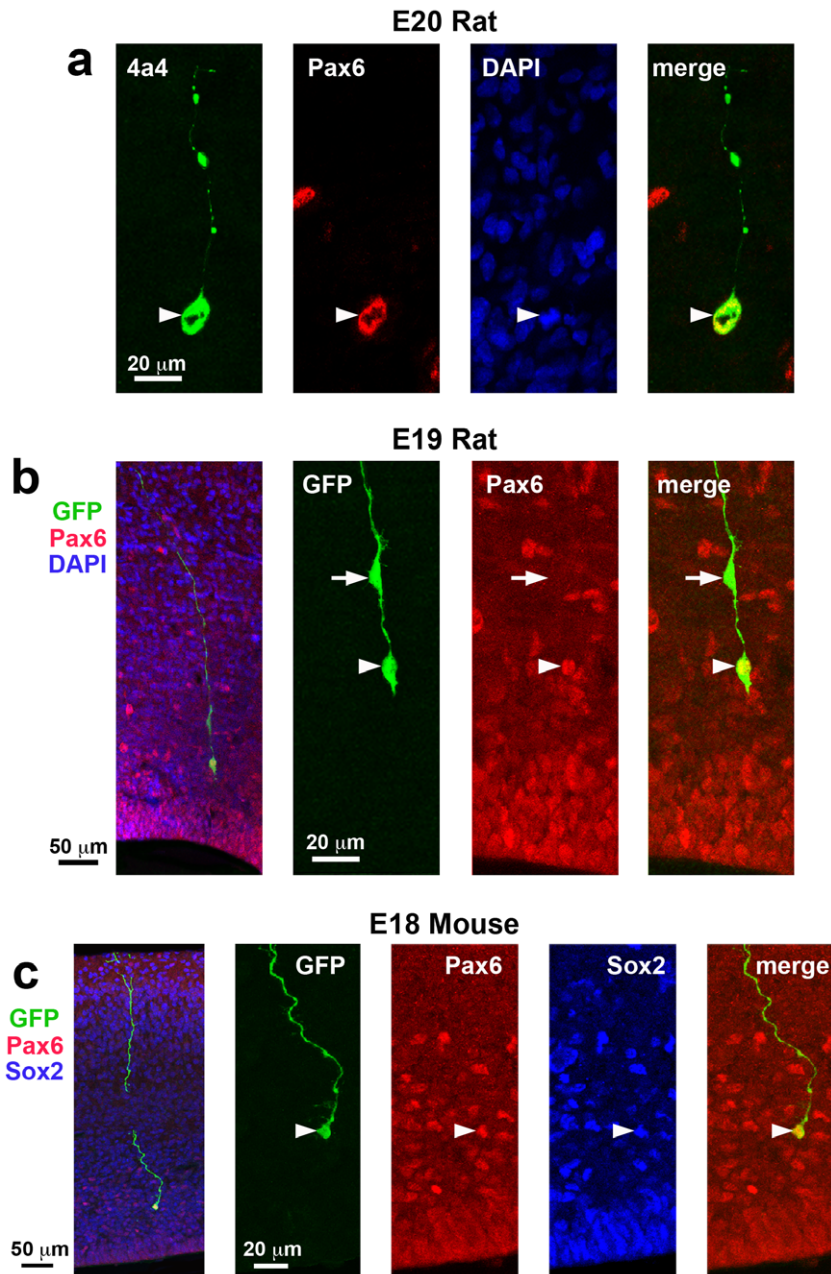 E20 Rat
a
4a4 Pax6 DAPI merge
20 μm
E19 Rat
b
GFP
Pax6
DAPI
GFP Pax6 merge
50 μm
20 μm
E18 Mouse
c
GFP
Pax6
Sox2
GFP Pax6 Sox2 merge
50 μm
20 μm